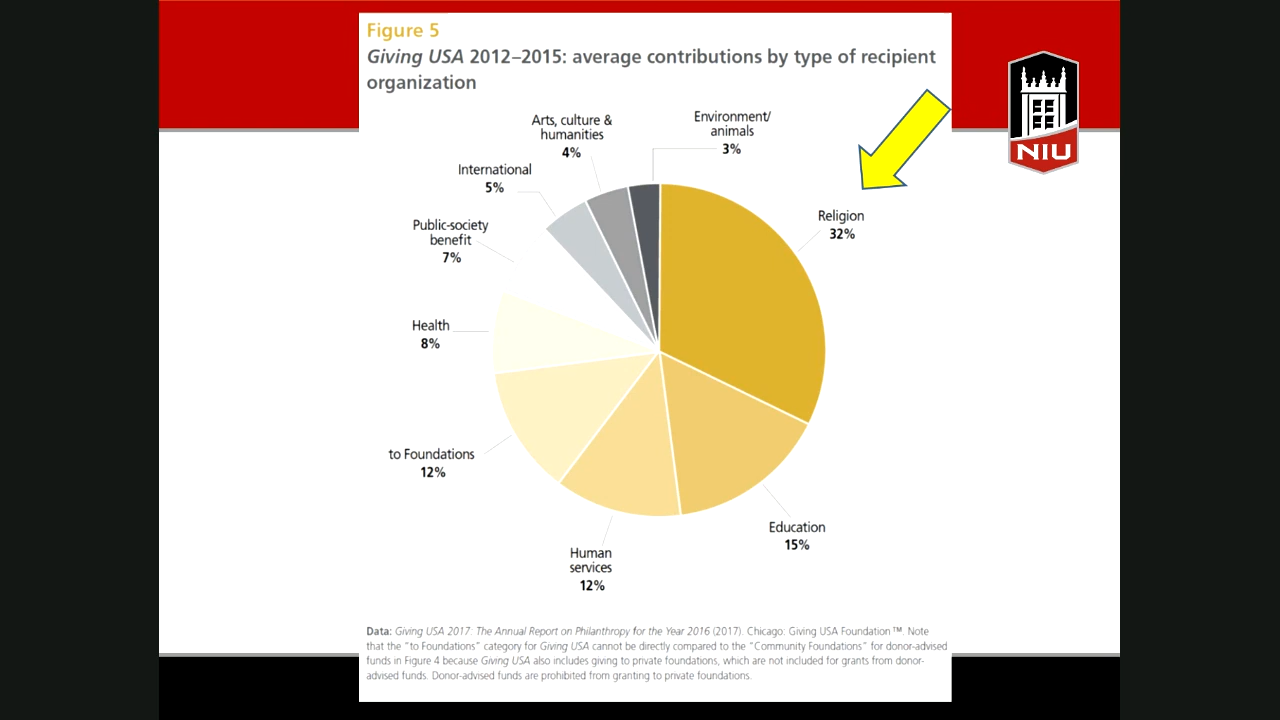 Figure 5
Giving USA 2012–2015: average contributions by type of recipient
organization
Environment/
animals
3%
Arts, culture &
humanities
4%
International
5%
Public-society
benefit
7%
Health
8%
to Foundations
12%
Human
services
12%
Education
15%
Religion
32%
NIU
Data: Giving USA 2017: The Annual Report on Philanthropy for the Year 2016 (2017). Chicago: Giving USA Foundation™. Note
that the "to Foundations" category for Giving USA cannot be directly compared to the "Community Foundations" for donor-advised
funds in Figure 4 because Giving USA also includes giving to private foundations, which are not included for grants from donor-
advised funds. Donor-advised funds are prohibited from granting to private foundations.